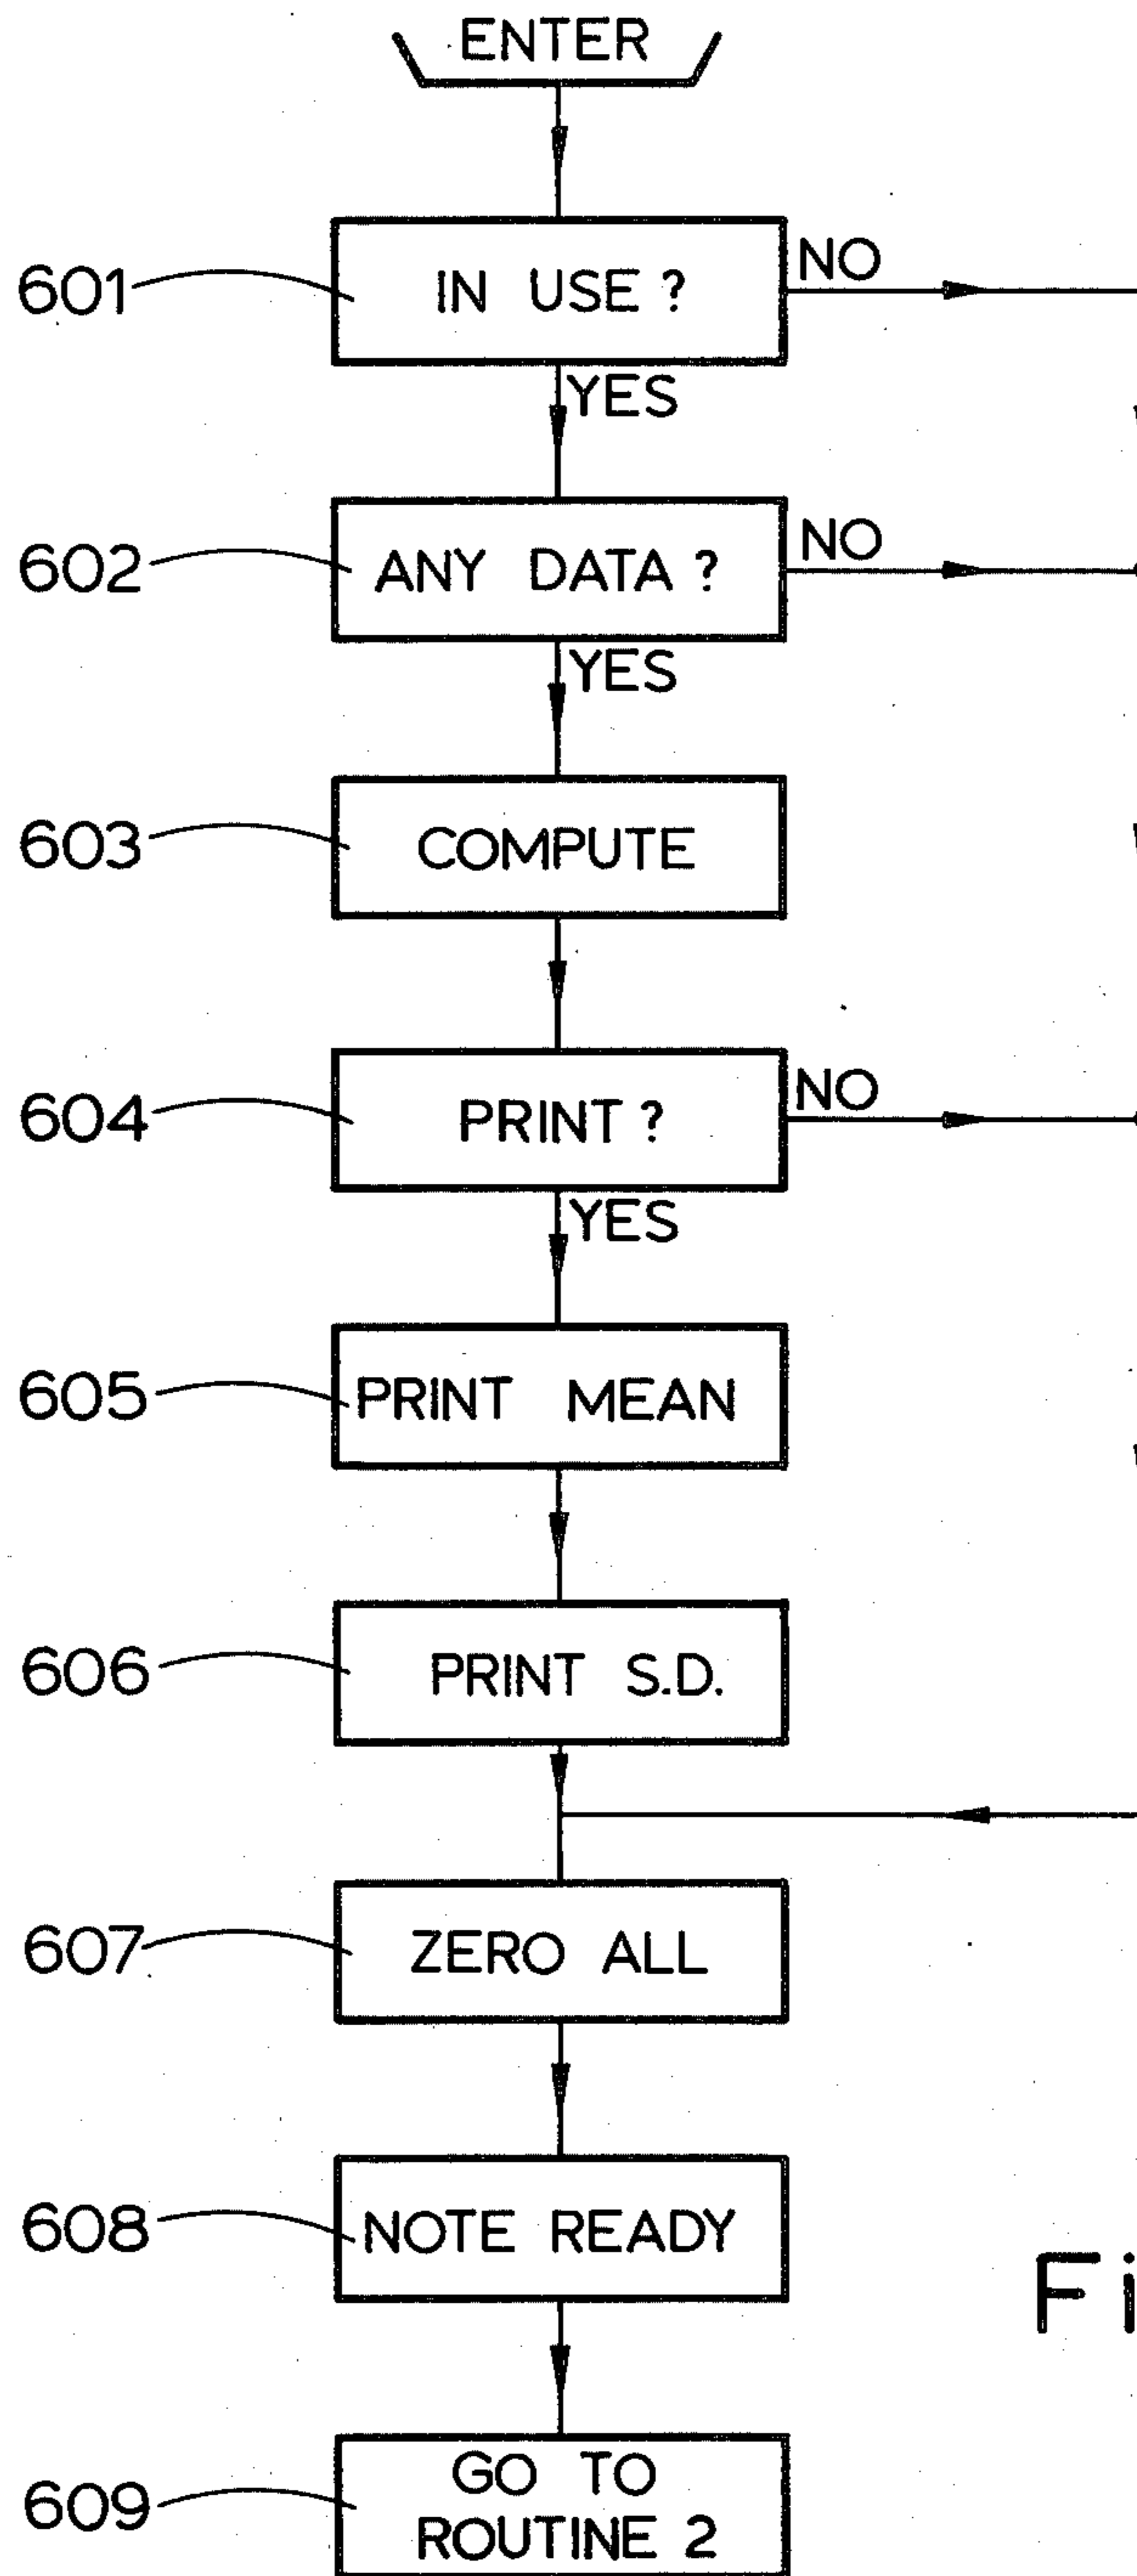 ENTER
601 IN USE ? NO
YES
602 ANY DATA ? NO
YES
603 COMPUTE
604 PRINT ? NO
YES
605 PRINT MEAN
606 PRINT S.D.
607 ZERO ALL
608 NOTE READY
Fi
609 GO TO
ROUTINE 2